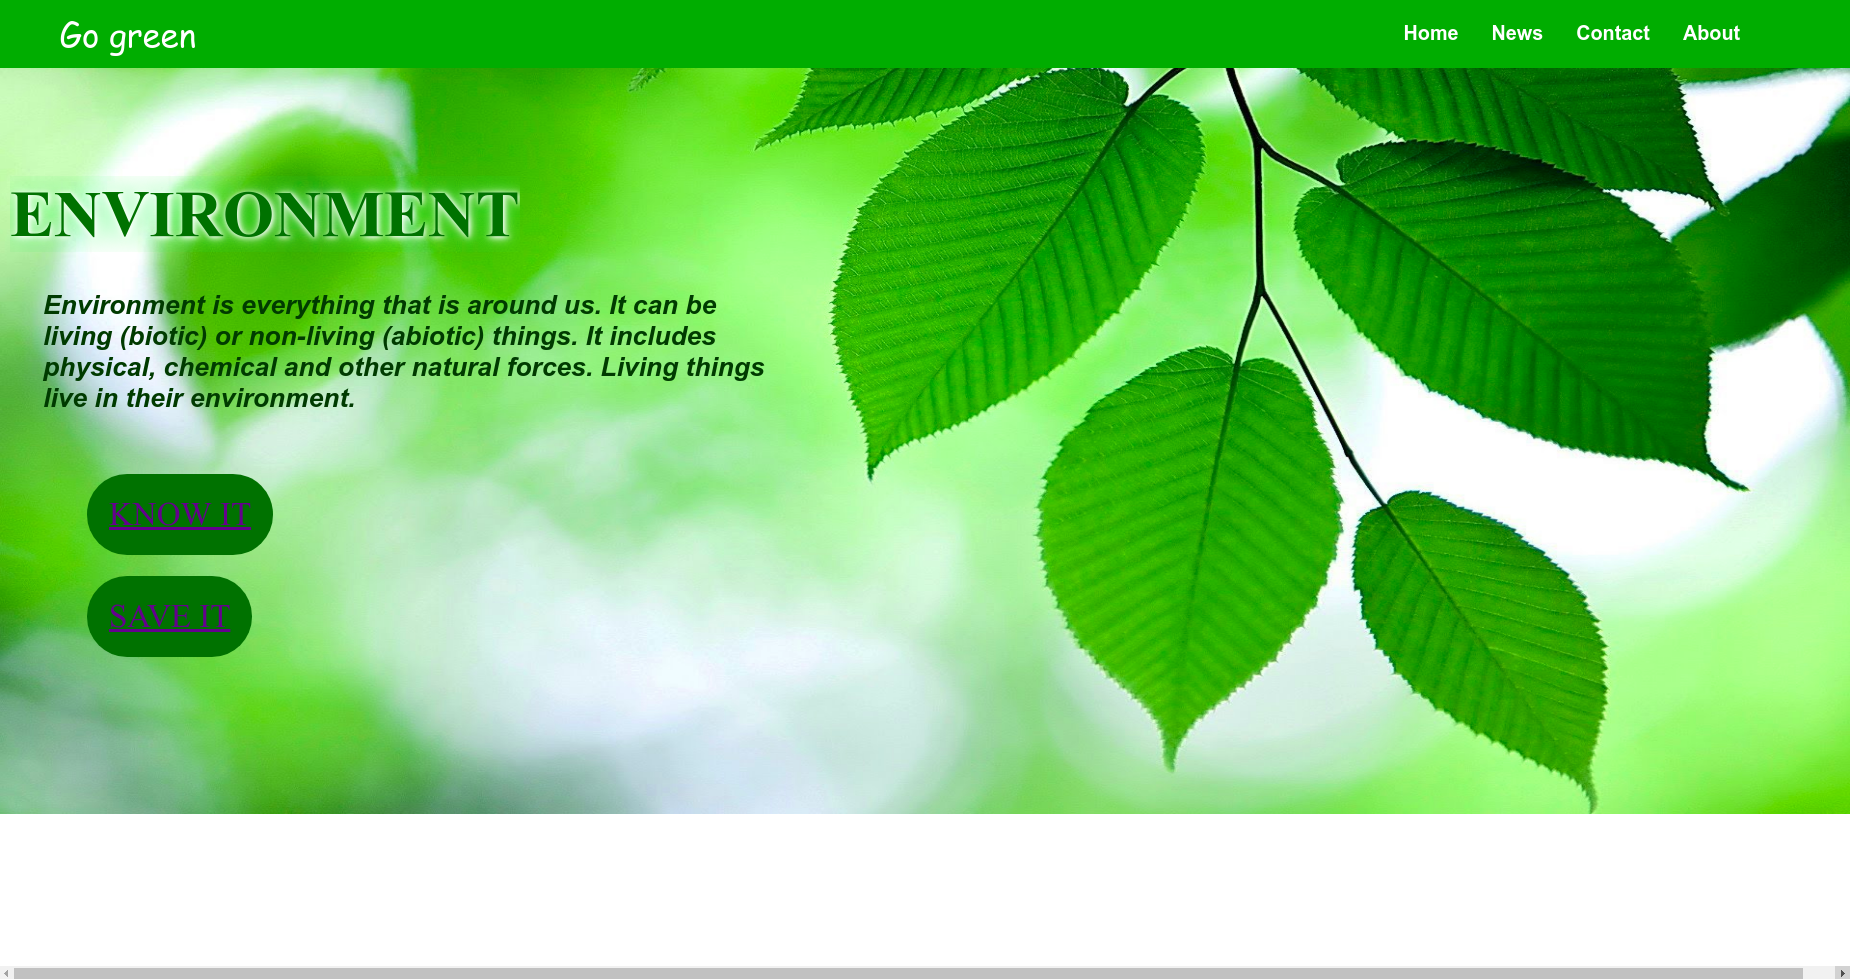 Go green
Home News Contact About
ENVIRONMENT
Environment is everything that is around us. It can be
living (biotic) or non-living (abiotic) things. It includes
physical, chemical and other natural forces. Living things
live in their environment.
KNOW IT
SAVE IT